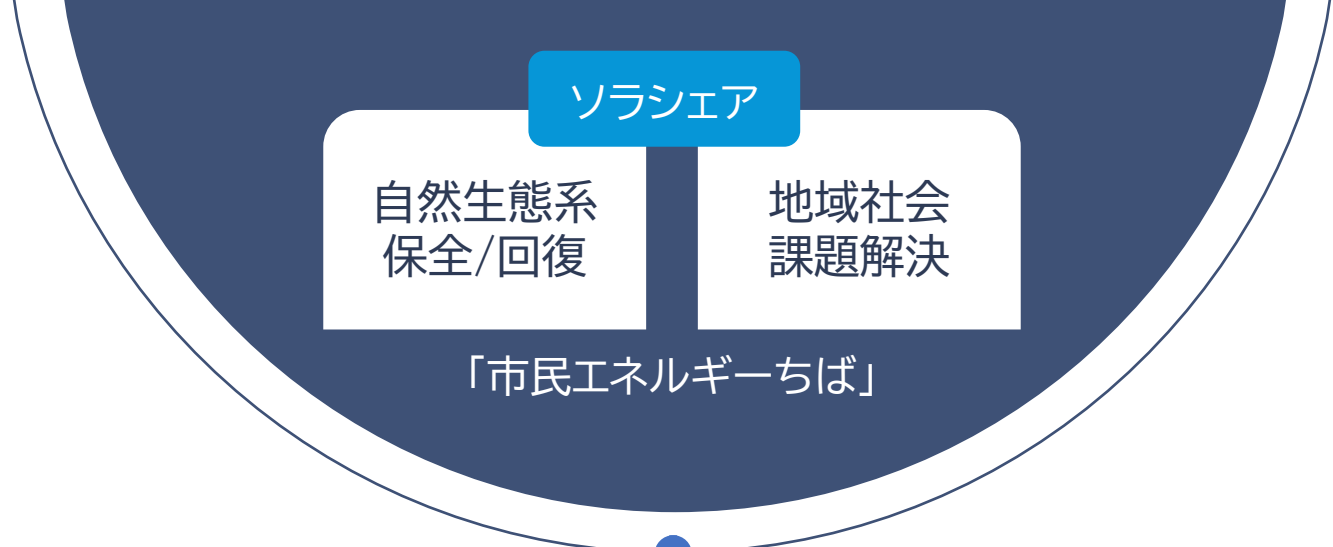 ソラシェア
自然生態系
保全/回復
地域社会
課題解決
「市民エネルギーちば」